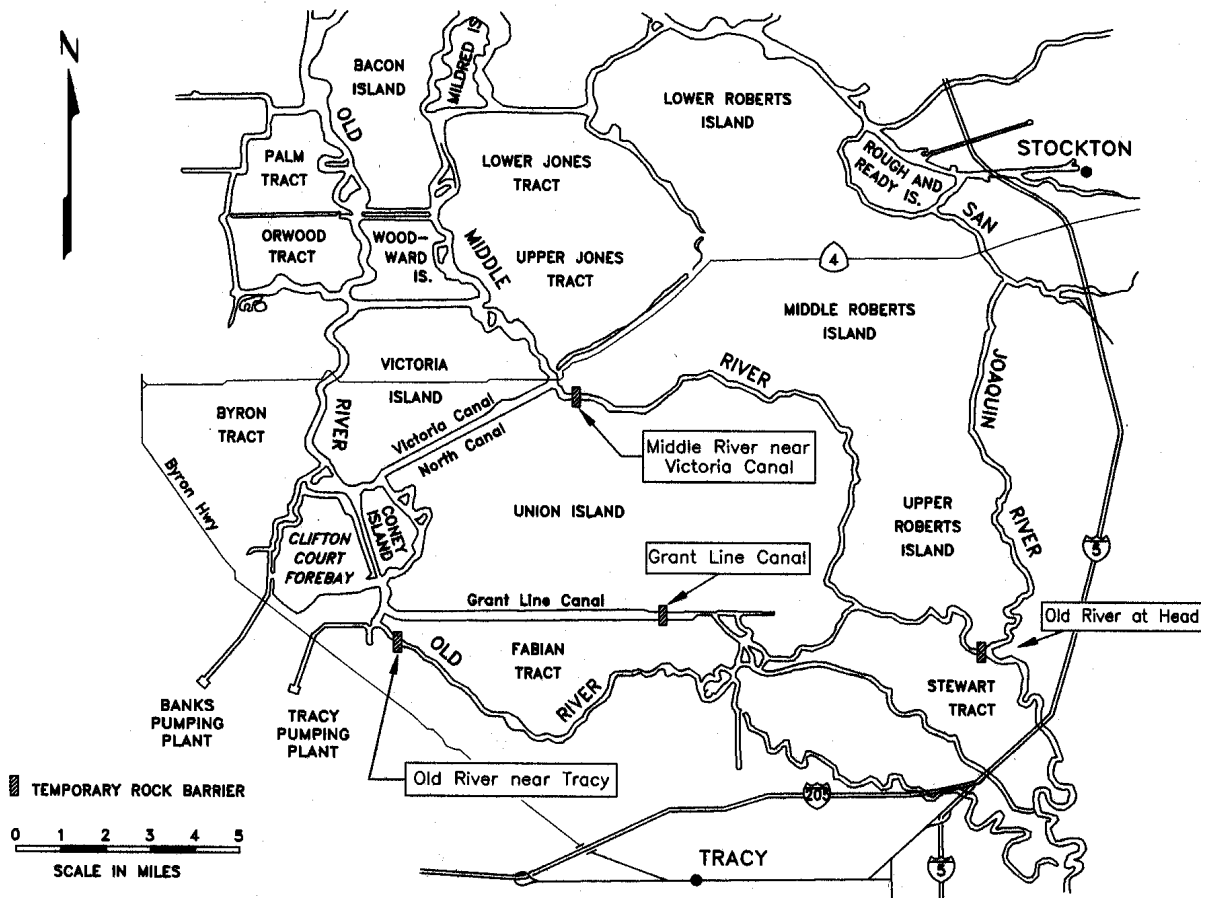 N
BACON
ISLAND
MILDRED IS
LOWER ROBERTS
ISLAND
OLD
PALM
TRACT
LOWER JONES
TRACT
ROUGH AND
READY IS.
STOCKTON
SAN
ORWOOD
TRACT
WOOD-
WARD
IS.
MIDDLE
UPPER JONES
TRACT
4
MIDDLE ROBERTS
ISLAND
VICTORIA
ISLAND
RIVER
JOAQUIN
BYRON
TRACT
RIVER
Victoria Canal
North Canal
Middle River near
Victoria Canal
Byron Hwy
UNION ISLAND
UPPER
ROBERTS
ISLAND
RIVER
CONEY
ISLAND
CLIFTON
COURT
FOREBAY
Grant Line Canal
5
Grant Line Canal
Old River at Head
OLD
FABIAN
TRACT
RIVER
STEWART
TRACT
BANKS
PUMPING
PLANT
TRACY
PUMPING
PLANT
Old River near Tracy
TEMPORARY ROCK BARRIER
205
0 1 2 3 4 5
SCALE IN MILES
TRACY
5